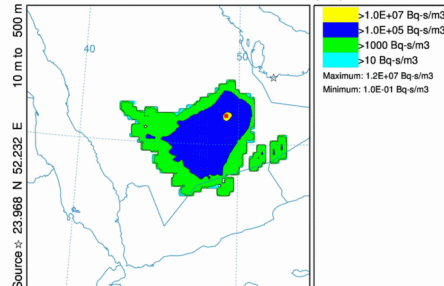 Source ☆ 23.968 N 52.232 E 10 m to 500 m
40
50
20
>1.0E+07 Bq-s/m3
>1.0E+05 Bq-s/m3
>1000 Bq-s/m3
>10 Bq-s/m3
Maximum: 1.2E+07 Bq-s/m3
Minimum: 1.0E-01 Bq-s/m3